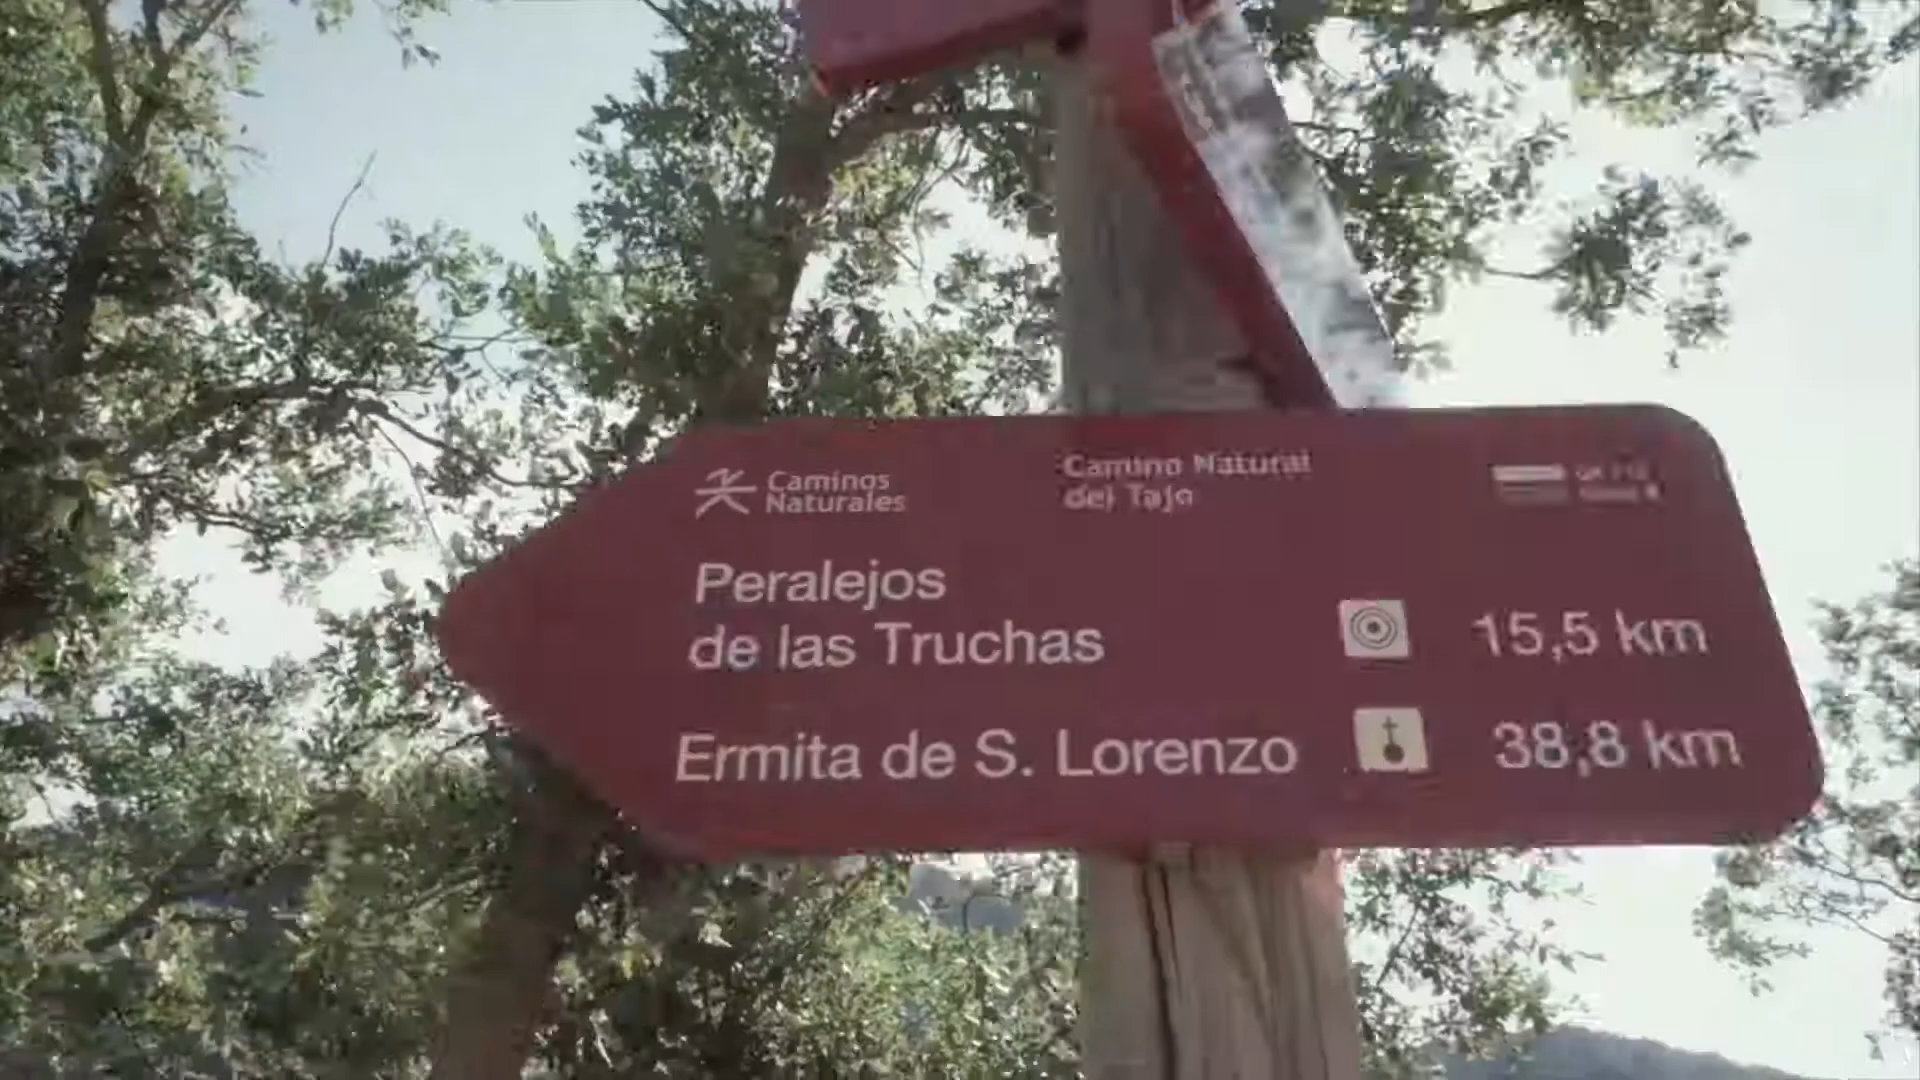 Caminos
Naturales
Camino Natural
del Tajo
Peralejos
de las Truchas
15,5 km
Ermita de S. Lorenzo
38,8 km